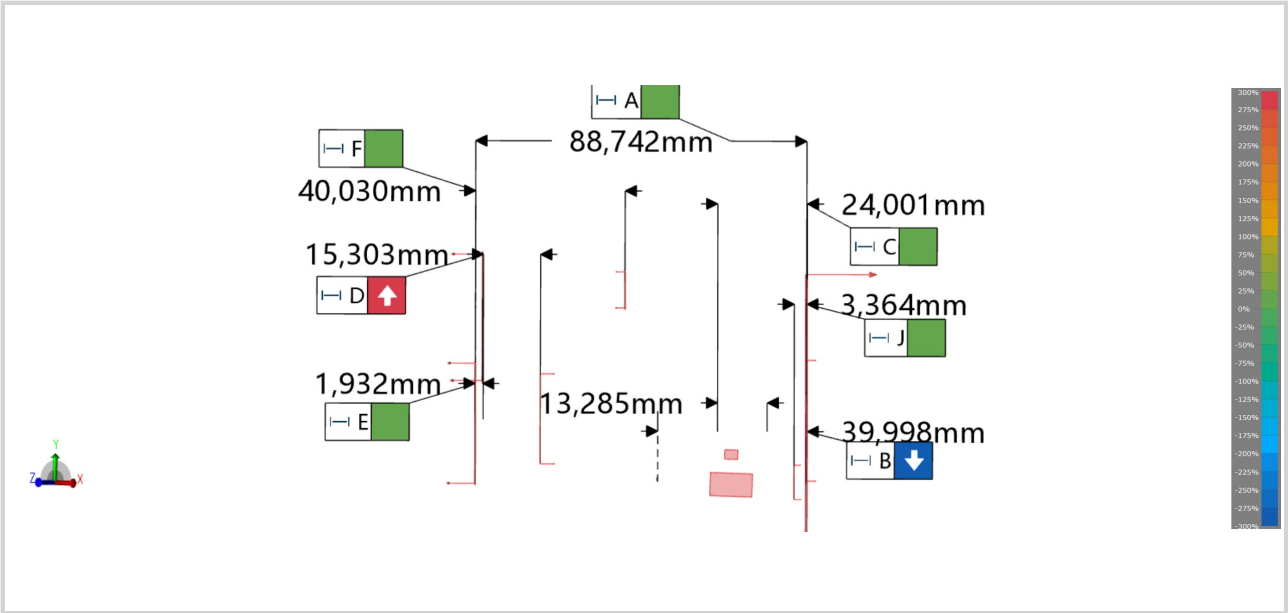 A
88,742mm
F
40,030mm
24,001mm
C
15,303mm
D
3,364mm
J
1,932mm
E
13,285mm
39,998mm
B
Y
Z
X
300%
275%
250%
225%
200%
175%
150%
125%
100%
75%
50%
25%
0%
-25%
-50%
-75%
-100%
-125%
-150%
-175%
-200%
-225%
-250%
-275%
-300%